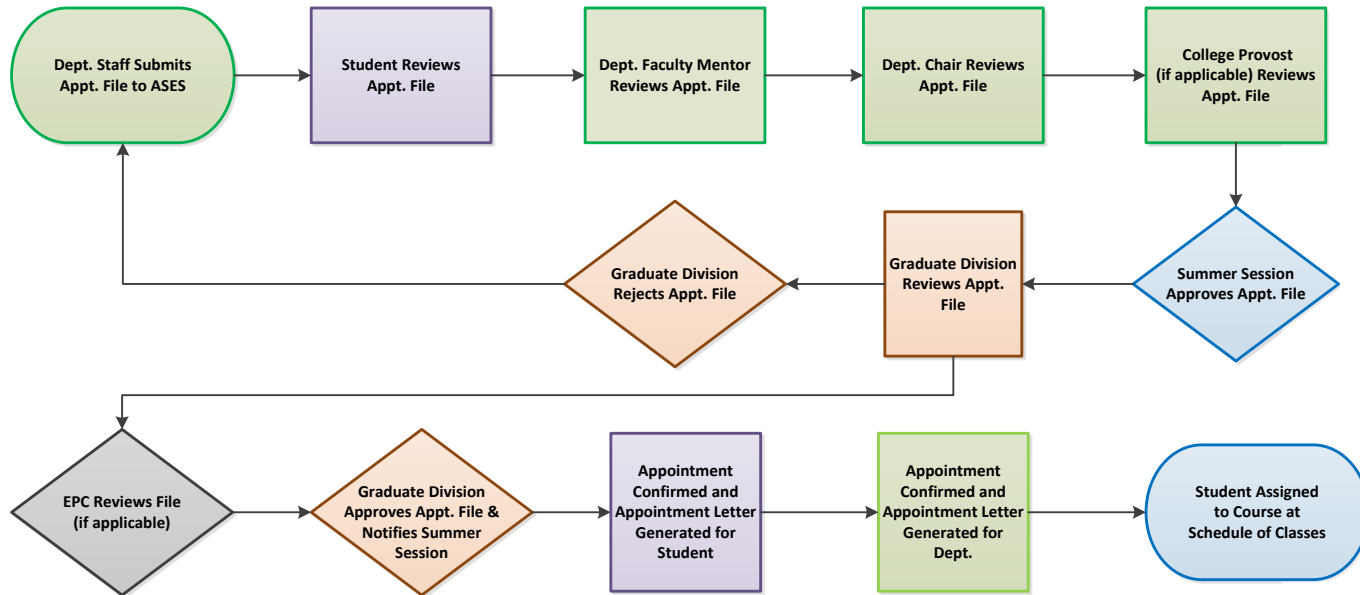 Dept. Staff Submits
Appt. File to ASES
Student Reviews
Appt. File
Dept. Faculty Mentor
Reviews Appt. File
Dept. Chair Reviews
Appt. File
College Provost
(if applicable) Reviews
Appt. File
Graduate Division
Rejects Appt. File
Graduate Division
Reviews Appt.
File
Summer Session
Approves Appt. File
EPC Reviews File
(if applicable)
Graduate Division
Approves Appt. File &
Notifies Summer
Session
Appointment
Confirmed and
Appointment Letter
Generated for
Student
Appointment
Confirmed and
Appointment Letter
Generated for
Dept.
Student Assigned
to Course at
Schedule of Classes